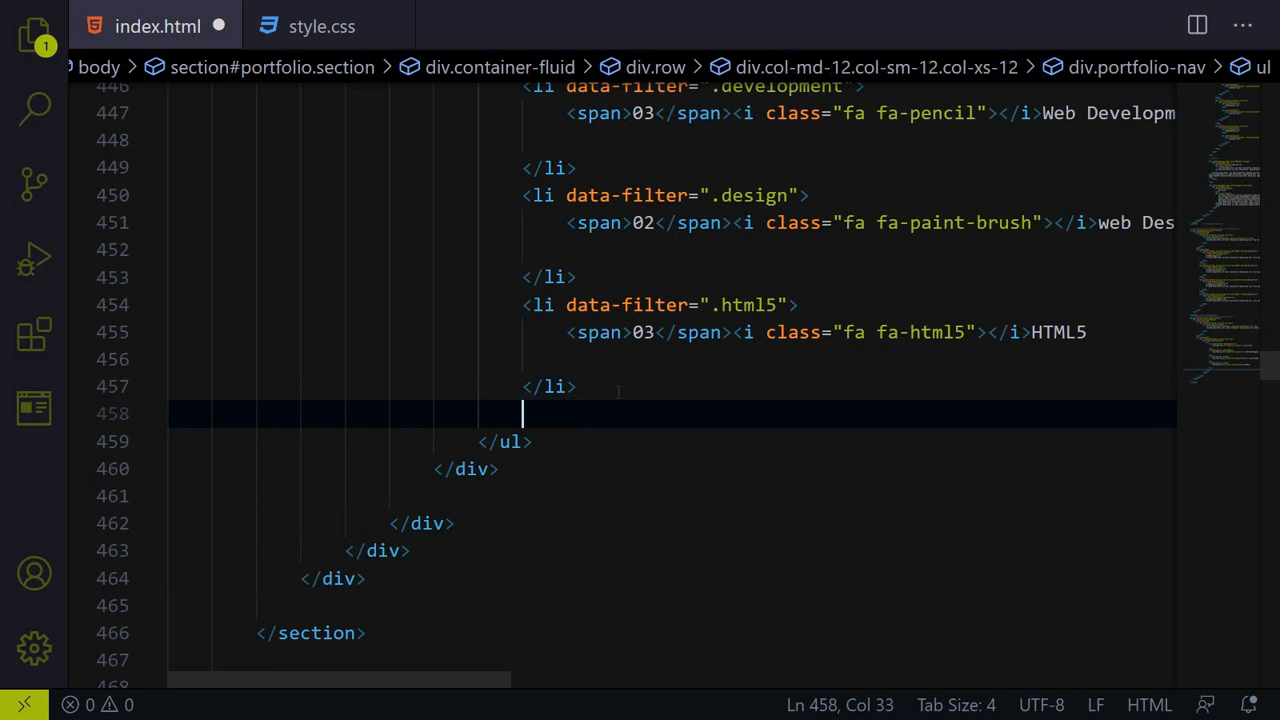 index.html
style.css
body > section#portfolio.section > div.container-fluid > div.row > div.col-md-12.col-sm-12.col-xs-12 > div.portfolio-nav > ul
446 <li data-filter=".development">
447 <span>03</span><i class="fa fa-pencil"></i>Web Developm
448
449 </li>
450 <li data-filter=".design">
451 <span>02</span><i class="fa fa-paint-brush"></i>web Des
452
453 </li>
454 <li data-filter=".html5">
455 <span>03</span><i class="fa fa-html5"></i>HTML5
456
457 </li>
458
459 </ul>
460 </div>
461
462 </div>
463 </div>
464 </div>
465
466 </section>
467
468
1
0 0 Ln 458, Col 33 Tab Size: 4 UTF-8 LF HTML